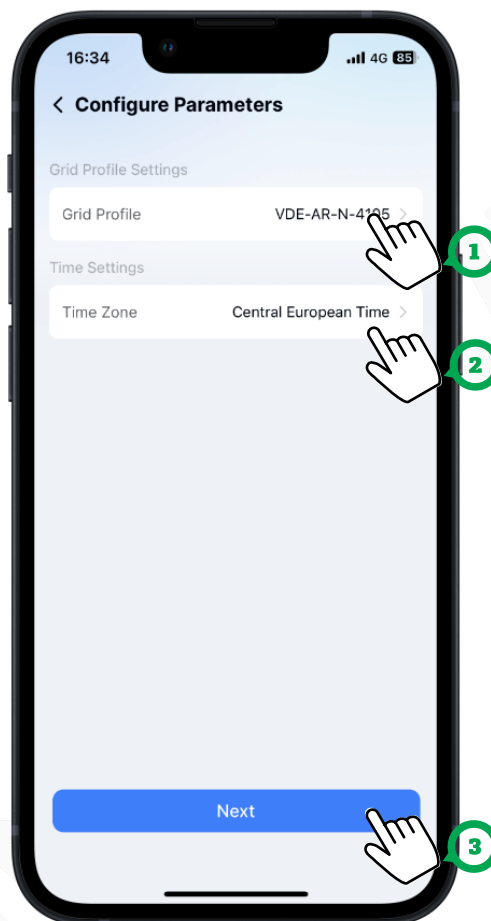 16:34 4G 85
Configure Parameters
Grid Profile Settings
Grid Profile VDE-AR-N-4105
1
Time Settings
Time Zone Central European Time
2
Next
3